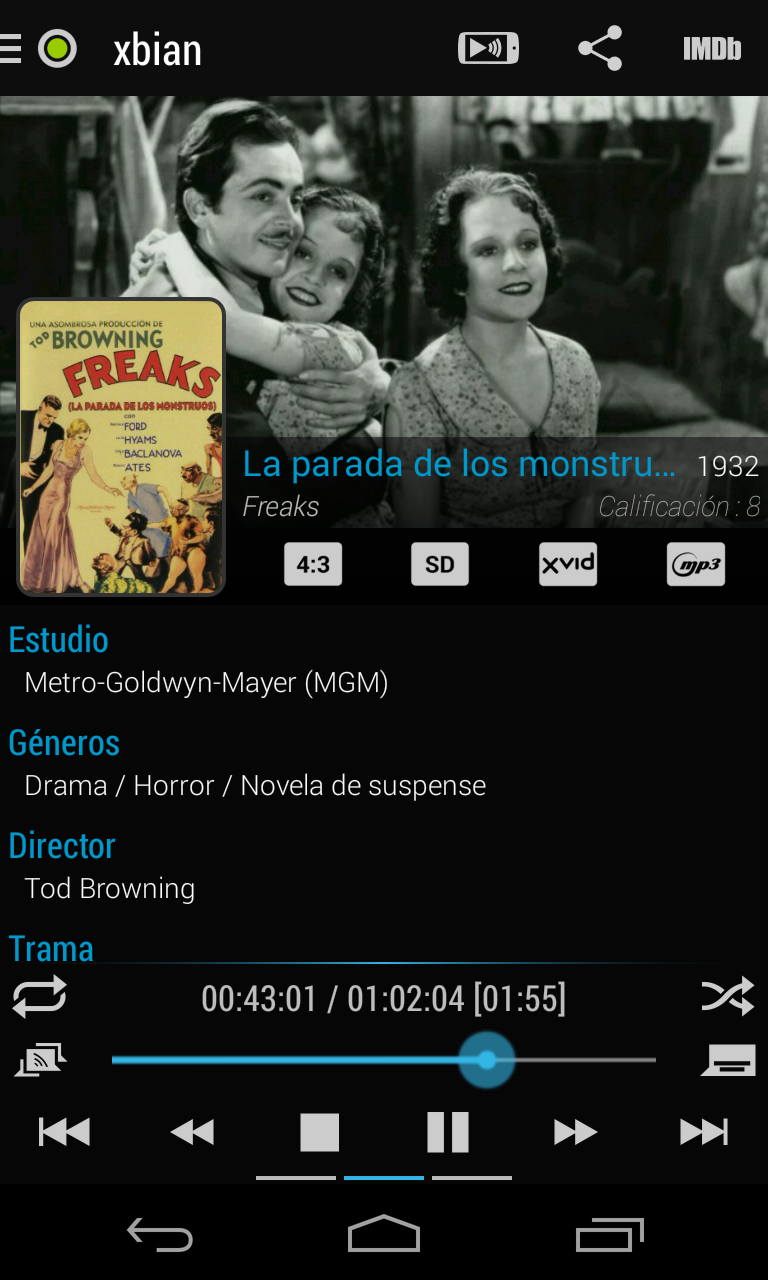 xbian
IMDb
UNA ASOMBROSA PRODUCCIÓN DE
TOD BROWNING
FREAKS
(LA PARADA DE LOS MONSTRUOS)
con
FORD
HYAMS
BACLANOVA
ATES
La parada de los monstru... 1932
Freaks Calificación : 8
4:3 SD xvid mp3
Estudio
Metro-Goldwyn-Mayer (MGM)
Géneros
Drama / Horror / Novela de suspense
Director
Tod Browning
Trama
00:43:01 / 01:02:04 [01:55]